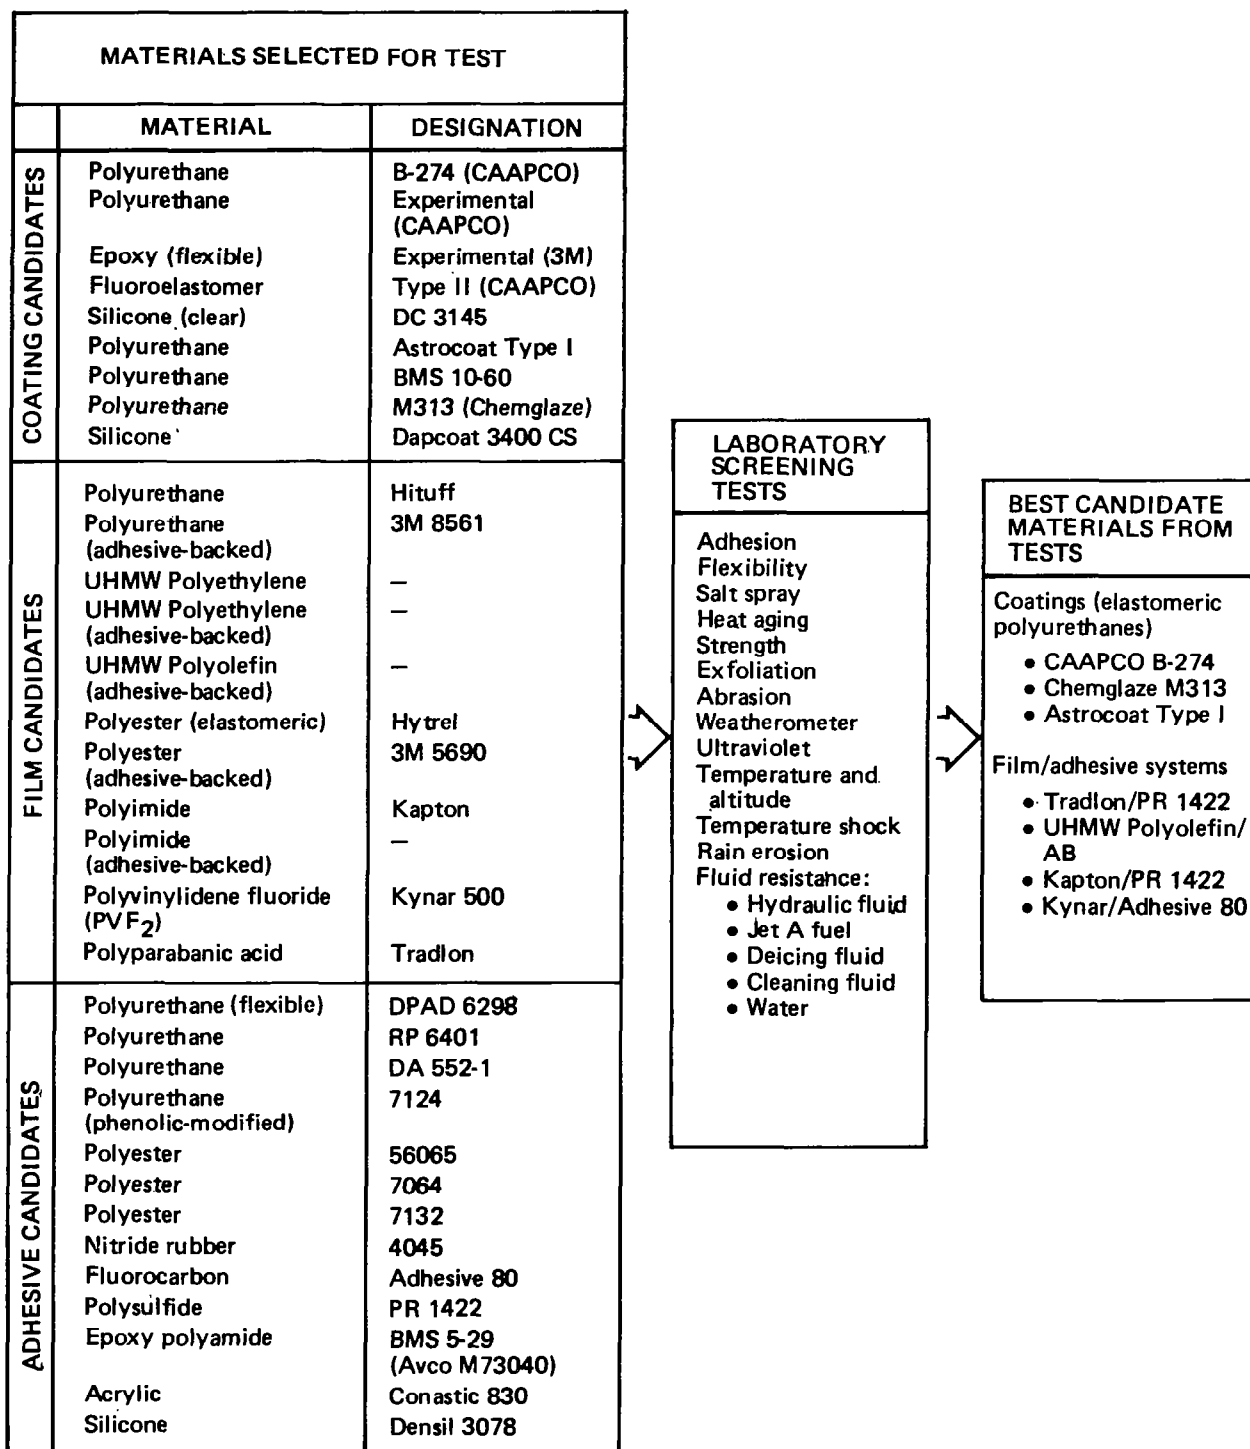 MATERIALS SELECTED FOR TEST
MATERIAL DESIGNATION
COATING CANDIDATES
Polyurethane B-274 (CAAPCO)
Polyurethane Experimental
(CAAPCO)
Epoxy (flexible) Experimental (3M)
Fluoroelastomer Type II (CAAPCO)
Silicone (clear) DC 3145
Polyurethane Astrocoat Type I
Polyurethane BMS 10-60
Polyurethane M313 (Chemglaze)
Silicone Dapcoat 3400 CS
FILM CANDIDATES
Polyurethane Hituff
Polyurethane 3M 8561
(adhesive-backed)
UHMW Polyethylene —
UHMW Polyethylene —
(adhesive-backed)
UHMW Polyolefin —
(adhesive-backed)
Polyester (elastomeric) Hytrel
Polyester 3M 5690
(adhesive-backed)
Polyimide Kapton
Polyimide —
(adhesive-backed)
Polyvinylidene fluoride Kynar 500
(PVF2)
Polyparabanic acid Tradlon
ADHESIVE CANDIDATES
Polyurethane (flexible) DPAD 6298
Polyurethane RP 6401
Polyurethane DA 552-1
Polyurethane 7124
(phenolic-modified)
Polyester 56065
Polyester 7064
Polyester 7132
Nitride rubber 4045
Fluorocarbon Adhesive 80
Polysulfide PR 1422
Epoxy polyamide BMS 5-29
(Avco M73040)
Acrylic Conastic 830
Silicone Densil 3078
LABORATORY
SCREENING
TESTS
Adhesion
Flexibility
Salt spray
Heat aging
Strength
Exfoliation
Abrasion
Weatherometer
Ultraviolet
Temperature and
altitude
Temperature shock
Rain erosion
Fluid resistance:
• Hydraulic fluid
• Jet A fuel
• Deicing fluid
• Cleaning fluid
• Water
BEST CANDIDATE
MATERIALS FROM
TESTS
Coatings (elastomeric
polyurethanes)
• CAAPCO B-274
• Chemglaze M313
• Astrocoat Type I
Film/adhesive systems
• Tradlon/PR 1422
• UHMW Polyolefin/
AB
• Kapton/PR 1422
• Kynar/Adhesive 80